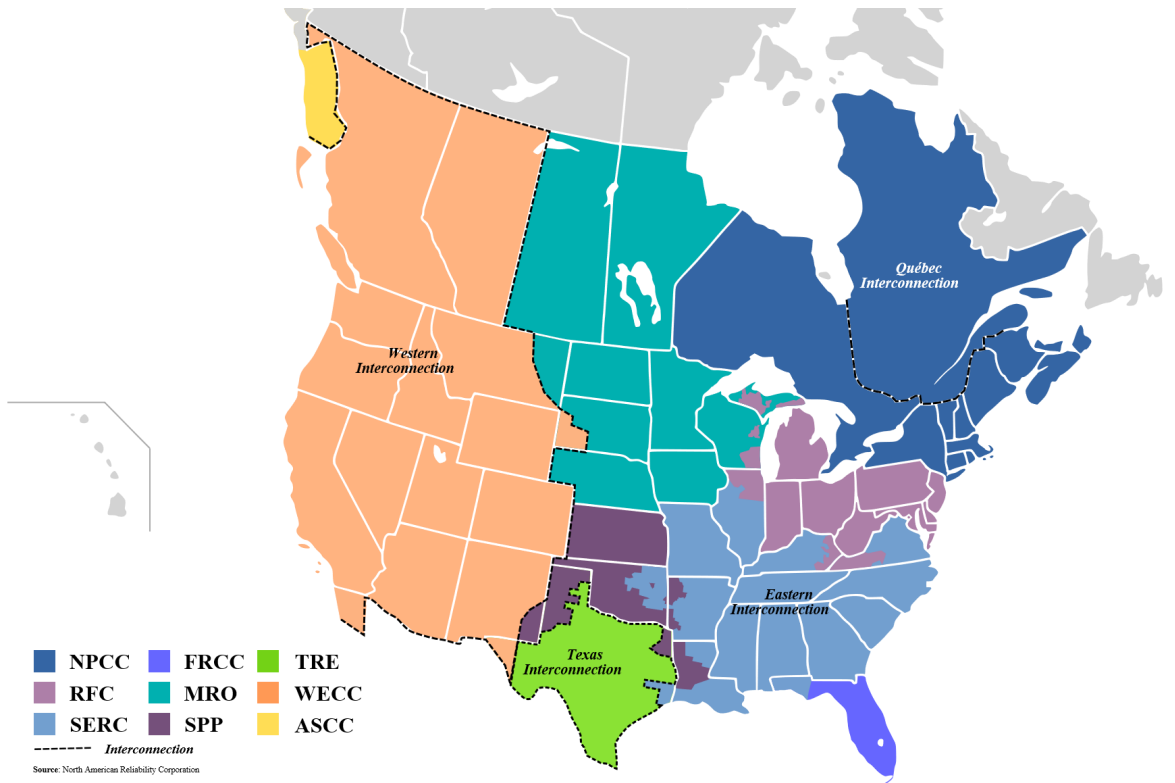 Québec
Interconnection
Western
Interconnection
Eastern
Interconnection
Texas
Interconnection
NPCC FRCC TRE
RFC MRO WECC
SERC SPP ASCC
Interconnection
Source: North American Reliability Corporation